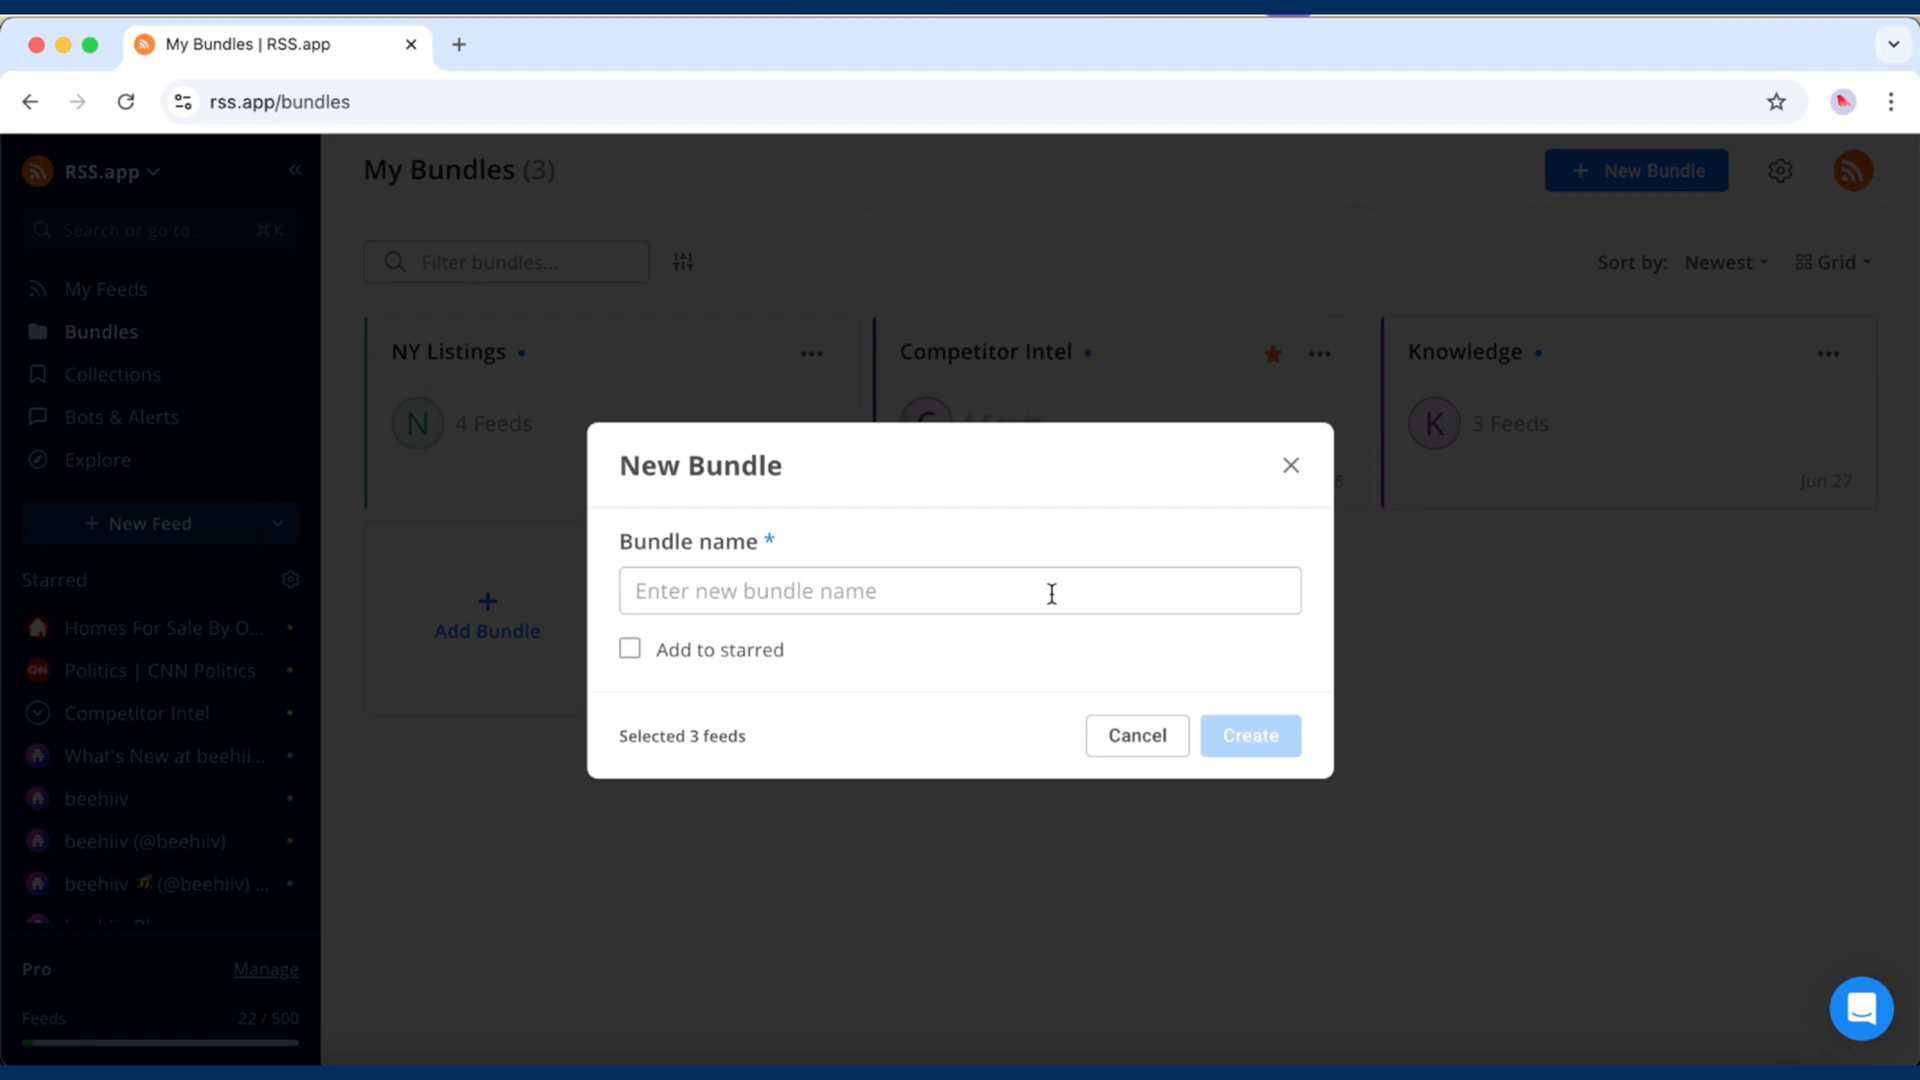 My Bundles | RSS.app
rss.app/bundles
RSS.app
Search or go to... ⌘K
My Feeds
Bundles
Collections
Bots & Alerts
Explore
+ New Feed
Starred
Homes For Sale By O...
CNN Politics | CNN Politics
Competitor Intel
What's New at beehii...
beehiiv
beehiiv (@beehiiv)
beehiiv 🐝 (@beehiiv) ...
Pro Manage
Feeds 22 / 500
My Bundles (3)
+ New Bundle
Filter bundles...
Sort by: Newest Grid
NY Listings
N 4 Feeds
Competitor Intel
Knowledge
K 3 Feeds
Jun 27
+
Add Bundle
New Bundle
Bundle name *
Enter new bundle name
Add to starred
Selected 3 feeds
Cancel
Create